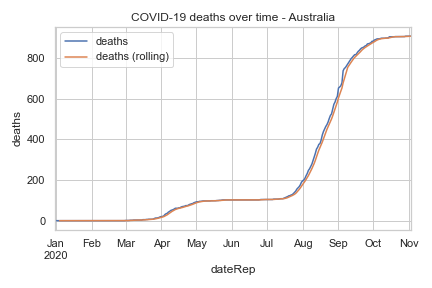 COVID-19 deaths over time - Australia
deaths
deaths (rolling)
800
600
400
200
0
deaths
Jan Feb Mar Apr May Jun Jul Aug Sep Oct Nov
2020
dateRep